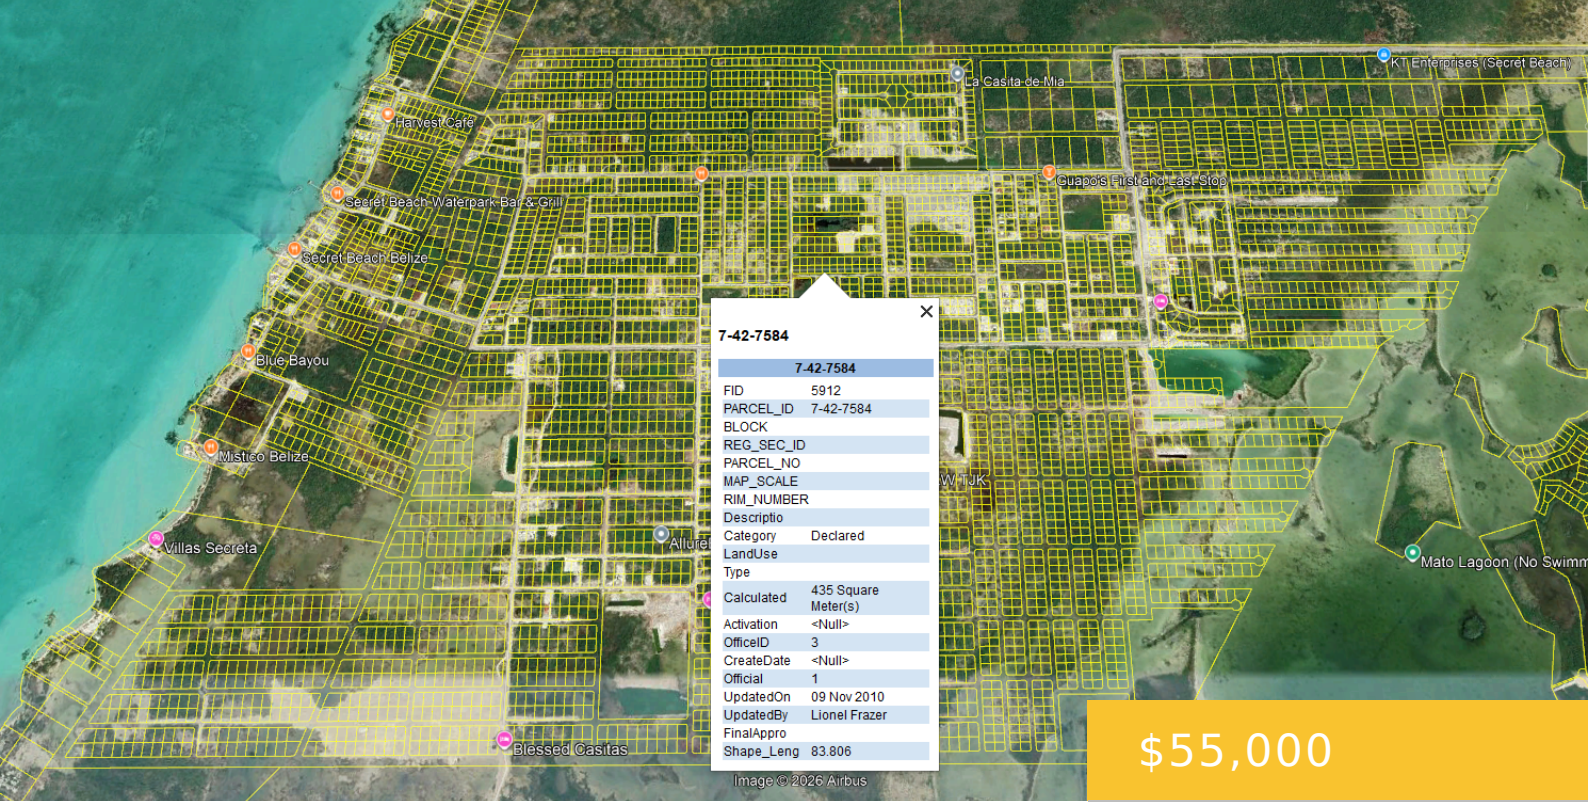 La Casita de Mia
KT Enterprises (Secret Beach)
Harvest Café
Guapo's First and Last Stop
Secret Beach Waterpark Bar & Grill
Secret Beach Belize
Blue Bayou
Mistico Belize
Villas Secreta
Allure
W TJK
Mato Lagoon (No Swimm
Blessed Casitas
7-42-7584
7-42-7584
FID 5912
PARCEL_ID 7-42-7584
BLOCK
REG_SEC_ID
PARCEL_NO
MAP_SCALE
RIM_NUMBER
Descriptio
Category Declared
LandUse
Type
Calculated 435 Square
Meter(s)
Activation <Null>
OfficeID 3
CreateDate <Null>
Official 1
UpdatedOn 09 Nov 2010
UpdatedBy Lionel Frazer
FinalAppro
Shape_Leng 83.806
Image © 2026 Airbus
$55,000